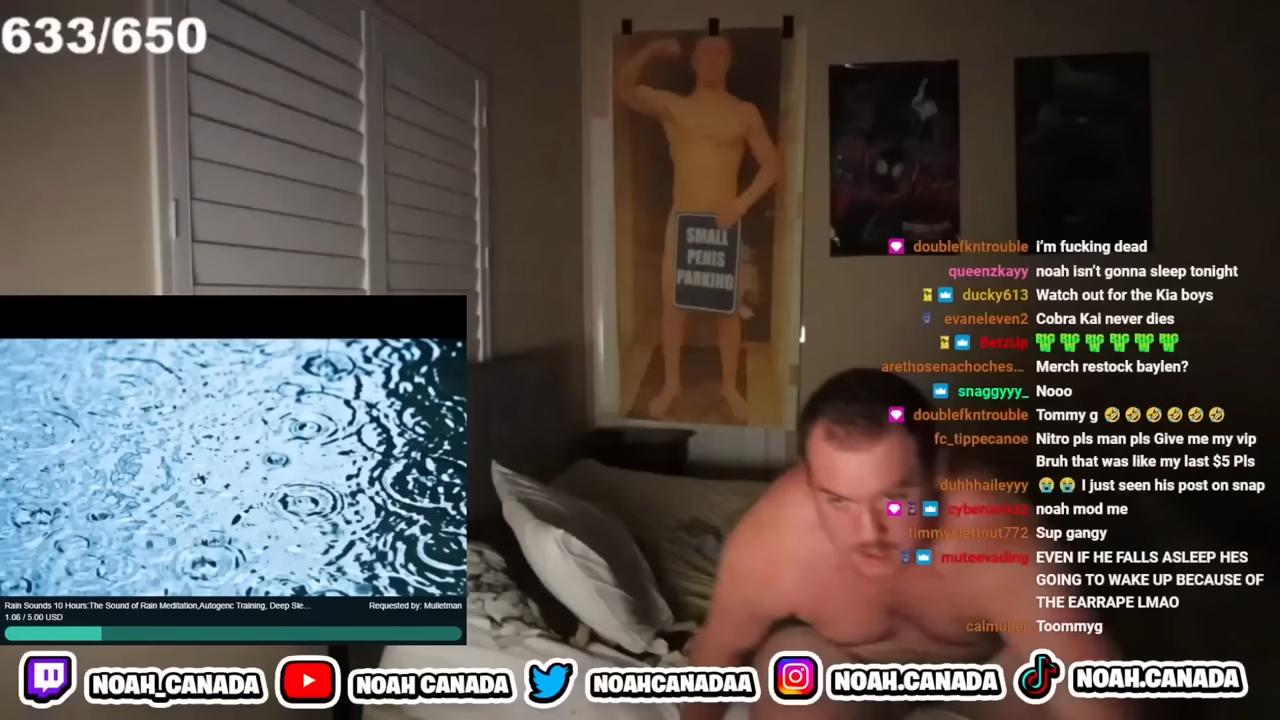 633/650
SMALL
PENIS
PARKING
doublefkntrouble i'm fucking dead
queenzkayy noah isn't gonna sleep tonight
ducky613 Watch out for the Kia boys
evaneleven2 Cobra Kai never dies
BetzUp
arethosenachoches... Merch restock baylen?
snaggyyy_ Nooo
doublefkntrouble Tommy g 🤣 🤣 🤣 🤣 🤣 🤣
fc_tippecanoe Nitro pls man pls Give me my vip
Bruh that was like my last $5 Pls
duhhhaileyyy 😭 😭 I just seen his post on snap
noah mod me
Sup gangy
muteevading EVEN IF HE FALLS ASLEEP HES
GOING TO WAKE UP BECAUSE OF
THE EARRAPE LMAO
Toommyg
Rain Sounds 10 Hours:The Sound of Rain Meditation,Autogenc Training, Deep Sle... Requested by: Mulletman
1.06 / 5.00 USD
NOAH_CANADA NOAH CANADA NOAHCANADAA NOAH.CANADA NOAH.CANADA